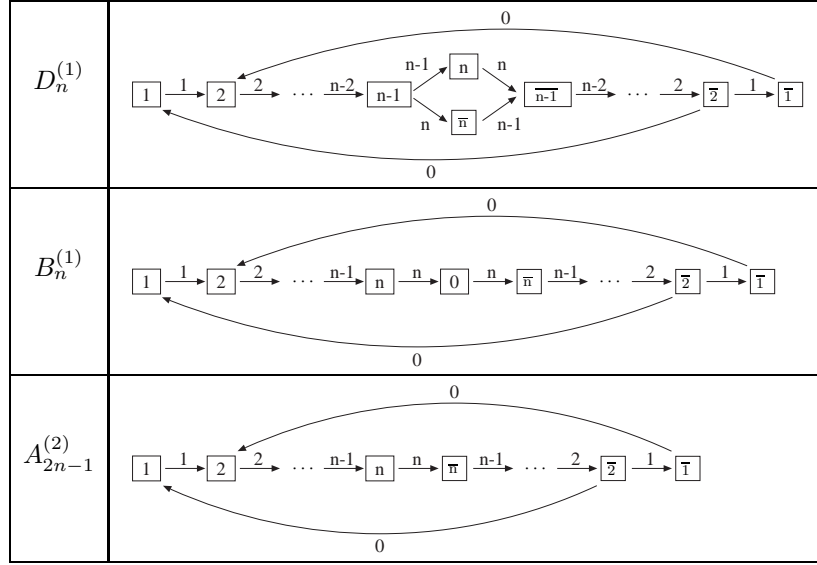 0
n-1 n n
D_n^{(1)} 1 1 2 2 ··· n-2 n-1 n-1̅ n-2 ··· 2 2̅ 1 1̅
n n̅ n-1
0
0
B_n^{(1)} 1 1 2 2 ··· n-1 n n 0 n n̅ n-1 ··· 2 2̅ 1 1̅
0
0
A_{2n-1}^{(2)} 1 1 2 2 ··· n-1 n n n̅ n-1 ··· 2 2̅ 1 1̅
0